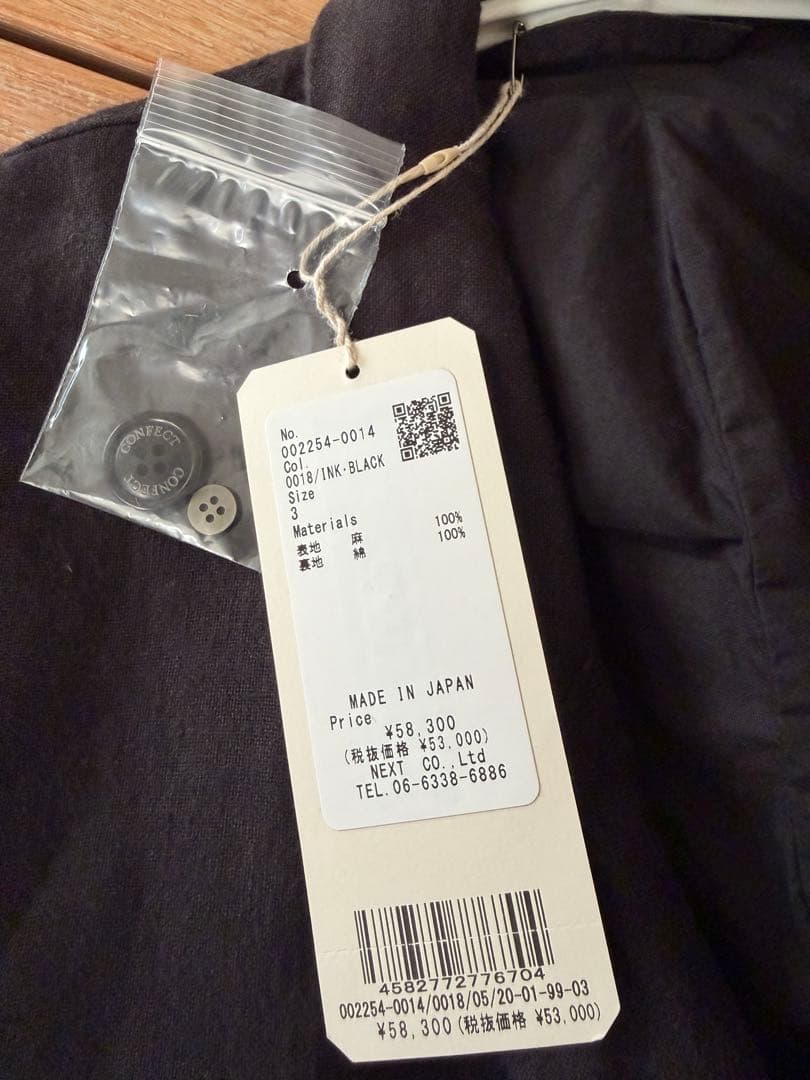 CONFECT
CONFECT
No.
002254-0014
Col.
0018/INK·BLACK
Size
3
Materials
表地 麻 100%
裏地 綿 100%
MADE IN JAPAN
Price ¥58,300
(税抜価格 ¥53,000)
NEXT CO.,Ltd
TEL.06-6338-6886
4582772776704
002254-0014/0018/05/20-01-99-03
¥58,300(税抜価格 ¥53,000)